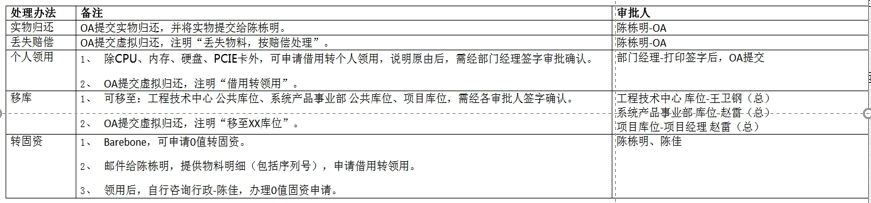 处理办法 备注 审批人
实物归还 OA提交实物归还，并将实物提交给陈栋明。 陈栋明-OA
丢失赔偿 OA提交虚拟归还，注明“丢失物料，按赔偿处理”。 陈栋明-OA
个人领用 1、 除CPU、内存、硬盘、PCIE卡外，可申请借用转个人领用，说明原由后，需经部门经理签字审批确认。 部门经理-打印签字后，OA提交
2、 OA提交虚拟归还，注明“借用转领用”。
移库 1、 可移至：工程技术中心 公共库位、系统产品事业部 公共库位、项目库位，需经各审批人签字确认。 工程技术中心 库位-王卫钢（总）
系统产品事业部 库位-赵雷（总）
2、 OA提交虚拟归还，注明“移至XX库位”。 项目库位-项目经理 赵雷（总）
转固资 1、 Barebone，可申请0值转固资。 陈栋明、陈佳
2、 邮件给陈栋明，提供物料明细（包括序列号），申请借用转领用。
3、 领用后，自行咨询行政-陈佳，办理0值固资申请。